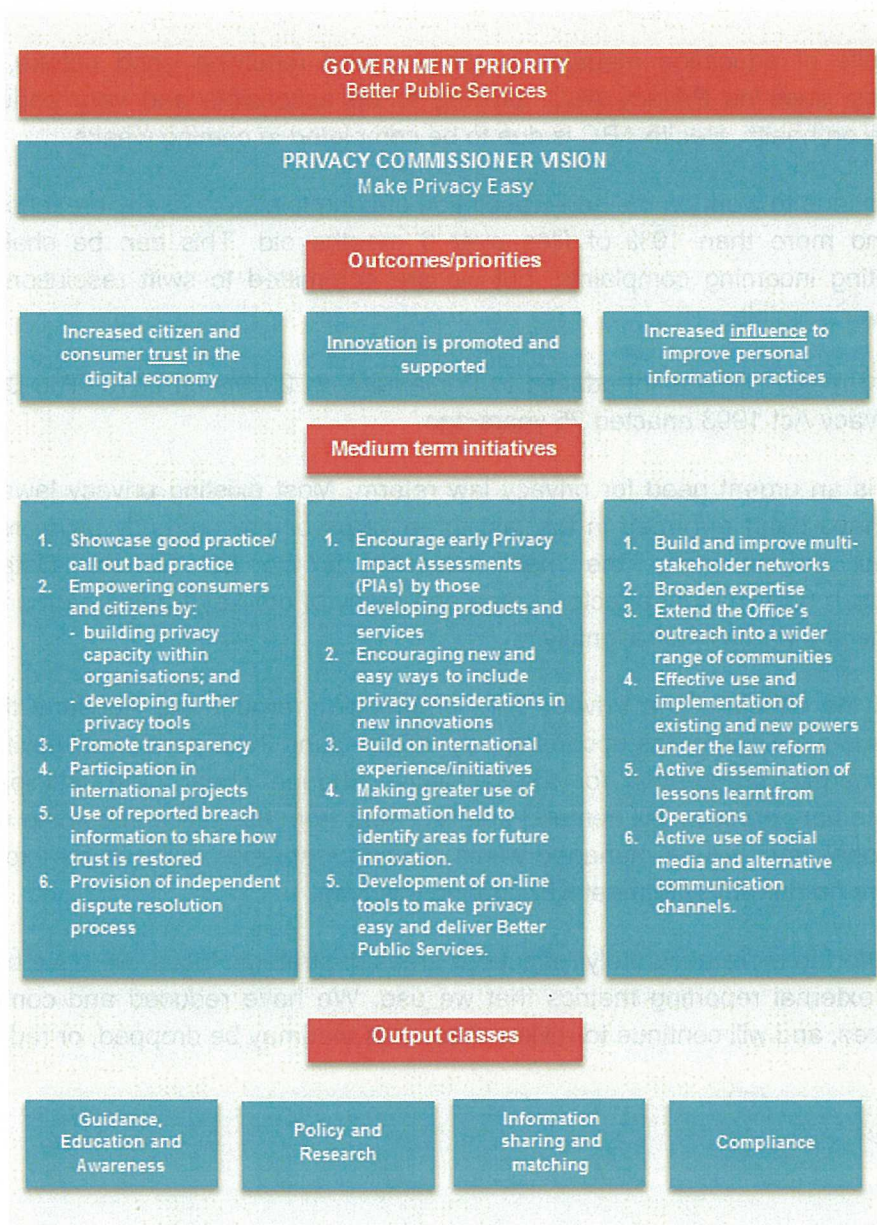 GOVERNMENT PRIORITY
Better Public Services
PRIVACY COMMISSIONER VISION
Make Privacy Easy
Outcomes/priorities
Increased citizen and
consumer trust in the
digital economy
Innovation is promoted and
supported
Increased influence to
improve personal
information practices
Medium term initiatives
1. Showcase good practice/
call out bad practice
2. Empowering consumers
and citizens by:
- building privacy
capacity within
organisations; and
- developing further
privacy tools
3. Promote transparency
4. Participation in
international projects
5. Use of reported breach
information to share how
trust is restored
6. Provision of independent
dispute resolution
process
1. Encourage early Privacy
Impact Assessments
(PIAs) by those
developing products and
services
2. Encouraging new and
easy ways to include
privacy considerations in
new innovations
3. Build on international
experience/initiatives
4. Making greater use of
information held to
identify areas for future
innovation.
5. Development of on-line
tools to make privacy
easy and deliver Better
Public Services.
1. Build and improve multi-
stakeholder networks
2. Broaden expertise
3. Extend the Office's
outreach into a wider
range of communities
4. Effective use and
implementation of
existing and new powers
under the law reform
5. Active dissemination of
lessons learnt from
Operations
6. Active use of social
media and alternative
communication
channels.
Output classes
Guidance,
Education and
Awareness
Policy and
Research
Information
sharing and
matching
Compliance